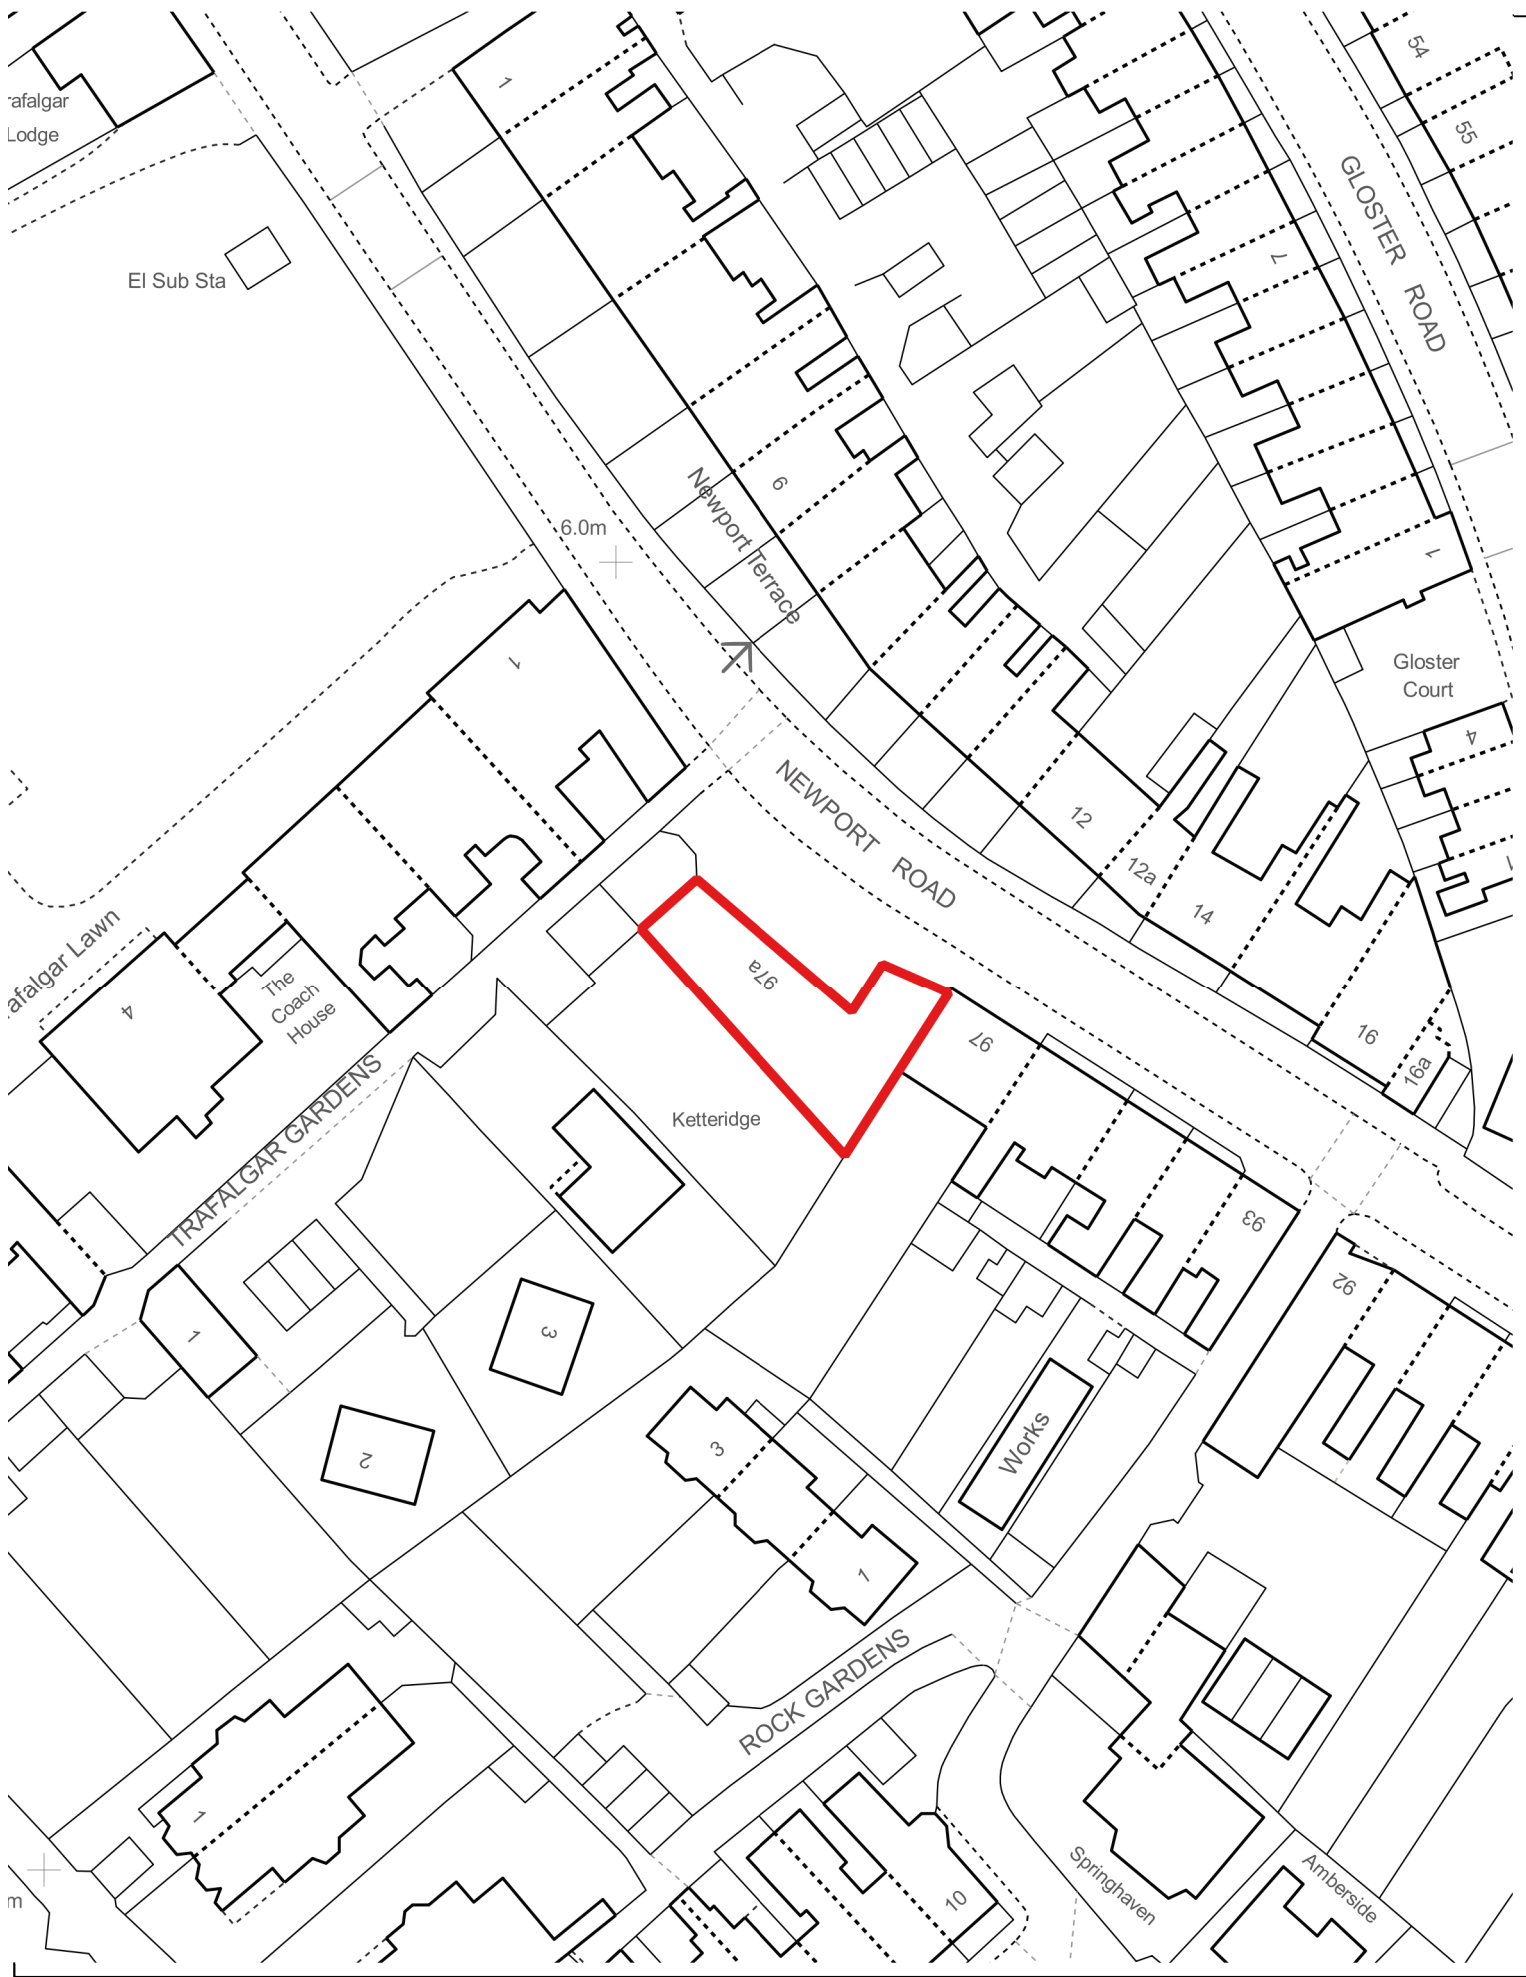 1
54
55
rafalgar
Lodge
GLOSTER ROAD
El Sub Sta
7
Newport Terrace
6
6.0m
1
1
Gloster
Court
4
1
NEWPORT ROAD
12
12a
14
16
16a
afalgar Lawn
4
The
Coach
House
97a
97
Ketteridge
TRAFALGAR GARDENS
93
92
1
3
2
Works
3
1
ROCK GARDENS
1
10
Springhaven
Amberside
m